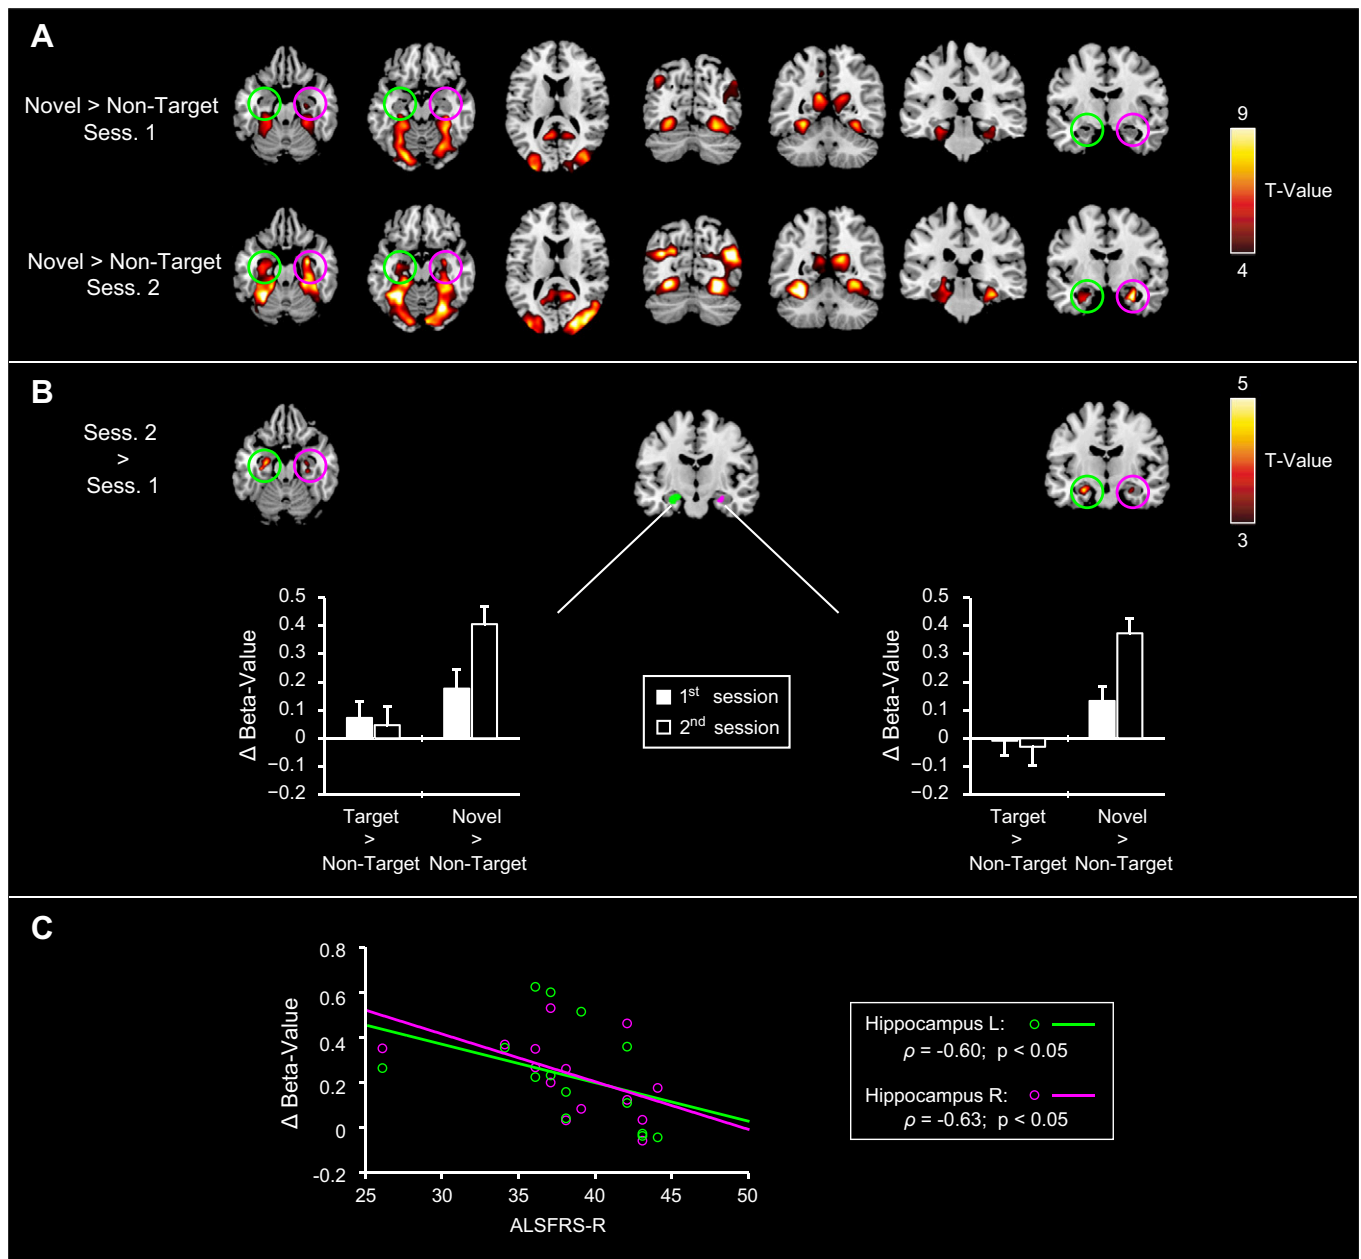 A
Novel > Non-Target
Sess. 1
9
T-Value
4
Novel > Non-Target
Sess. 2
B
Sess. 2
>
Sess. 1
5
T-Value
3
Δ Beta-Value
0.5
0.4
0.3
0.2
0.1
0
−0.1
−0.2
Target
>
Non-Target
Novel
>
Non-Target
1st session
2nd session
Δ Beta-Value
0.5
0.4
0.3
0.2
0.1
0
−0.1
−0.2
Target
>
Non-Target
Novel
>
Non-Target
C
Δ Beta-Value
0.8
0.6
0.4
0.2
0
-0.2
25
30
35
40
45
50
ALSFRS-R
Hippocampus L:
ρ = -0.60; p < 0.05
Hippocampus R:
ρ = -0.63; p < 0.05